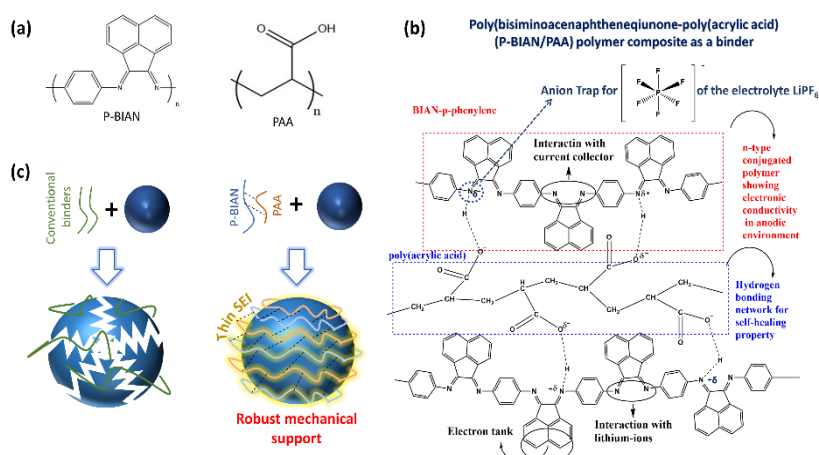 (a)
OH
O
N
N
n
P-BIAN
n
PAA
(b)
Poly(bisiminoacenaphtheneqiunone-poly(acrylic acid)
(P-BIAN/PAA) polymer composite as a binder
Anion Trap for
F
F
F
P
F
F
F
-
of the electrolyte LiPF6
BIAN-p-phenylene
Interactin with
current collector
n-type
conjugated
polymer
showing
electronic
conductivity
in anodic
environment
poly(acrylic acid)
Hydrogen
bonding
network for
self-healing
property
Electron tank
Interaction with
lithium-ions
(c)
Conventional
binders
+
P-BIAN
PAA
+
Thin SEI
Robust mechanical
support